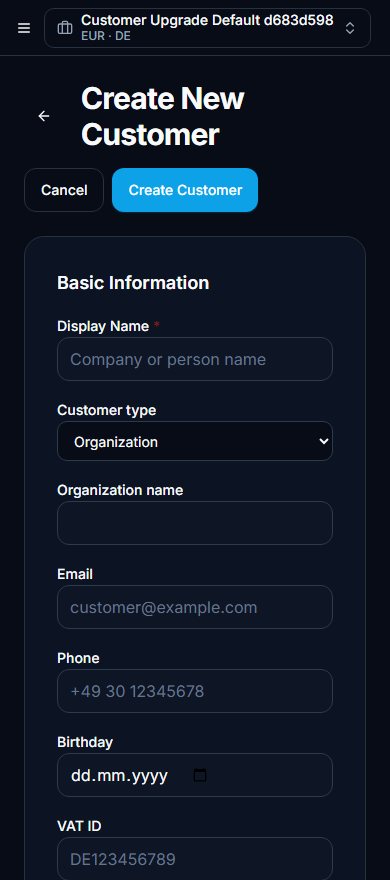 Customer Upgrade Default d683d598
EUR · DE
Create New
Customer
Cancel
Create Customer
Basic Information
Display Name *
Company or person name
Customer type
Organization
Organization name
Email
customer@example.com
Phone
+49 30 12345678
Birthday
dd.mm.yyyy
VAT ID
DE123456789